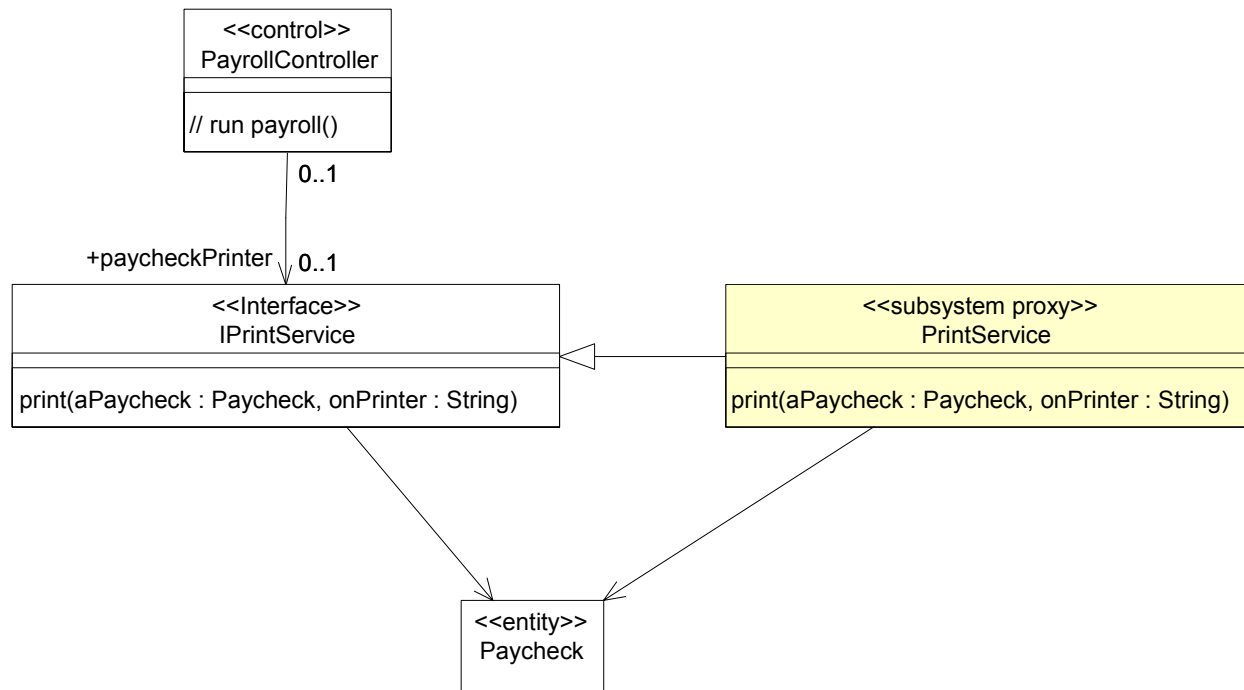 <<control>>
PayrollController
// run payroll()
0..1
+paycheckPrinter
0..1
<<Interface>>
IPrintService
print(aPaycheck : Paycheck, onPrinter : String)
<<subsystem proxy>>
PrintService
print(aPaycheck : Paycheck, onPrinter : String)
<<entity>>
Paycheck